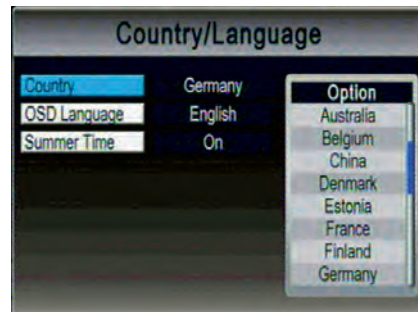 Country/Language
Country Germany
OSD Language English
Summer Time On
Option
Australia
Belgium
China
Denmark
Estonia
France
Finland
Germany